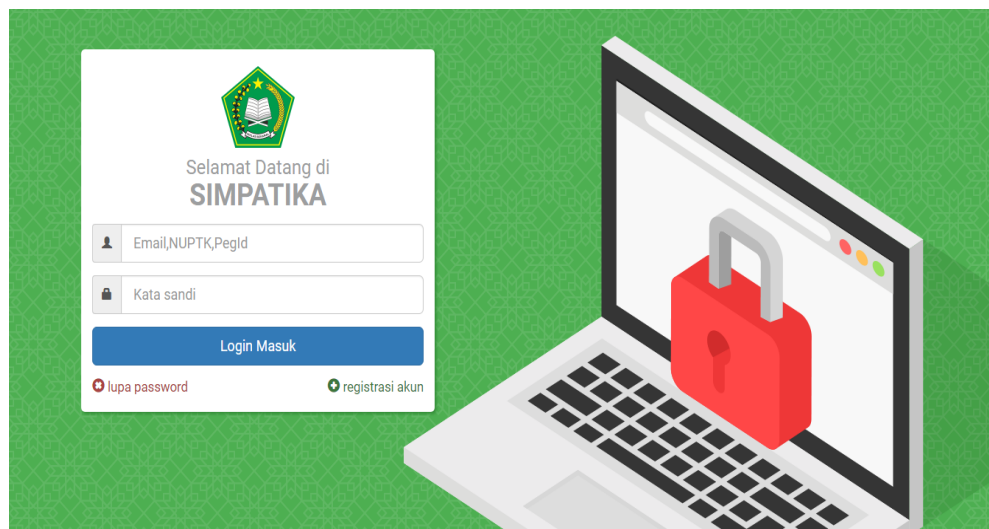 Selamat Datang di
SIMPATIKA
Email,NUPTK,PegId
Kata sandi
Login Masuk
lupa password
registrasi akun